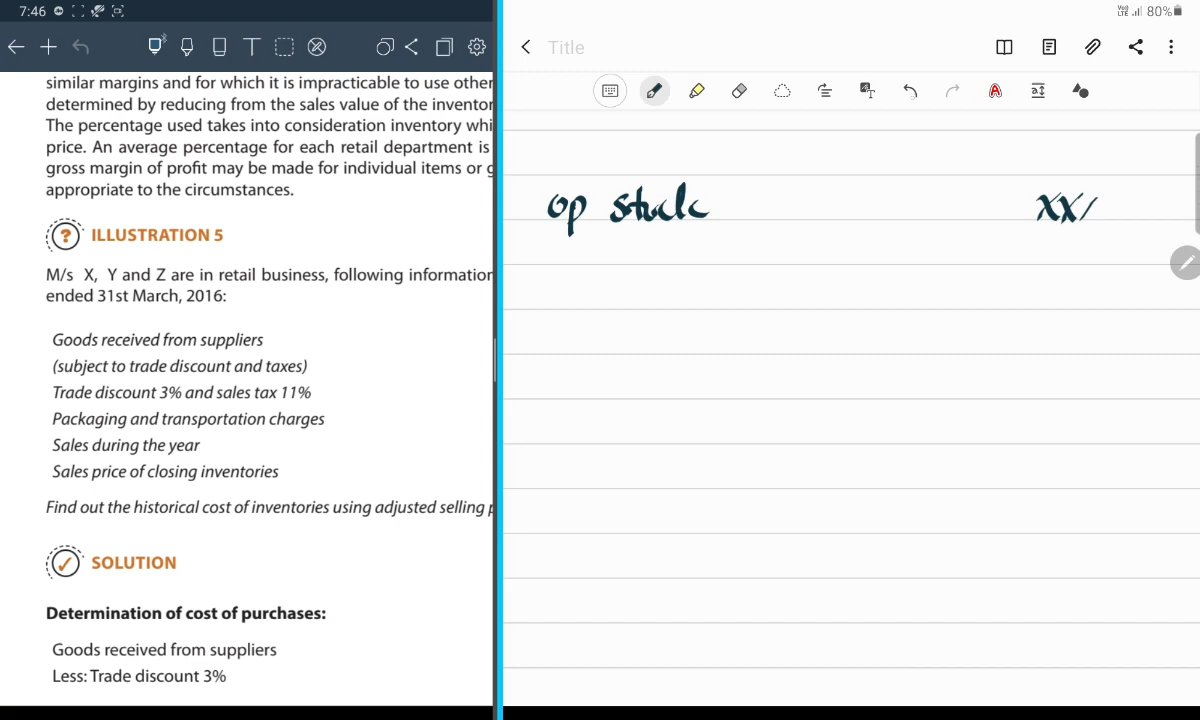 7:46
80%
similar margins and for which it is impracticable to use other
determined by reducing from the sales value of the inventor
The percentage used takes into consideration inventory whi
price. An average percentage for each retail department is
gross margin of profit may be made for individual items or g
appropriate to the circumstances.
ILLUSTRATION 5
M/s X, Y and Z are in retail business, following information
ended 31st March, 2016:
Goods received from suppliers
(subject to trade discount and taxes)
Trade discount 3% and sales tax 11%
Packaging and transportation charges
Sales during the year
Sales price of closing inventories
Find out the historical cost of inventories using adjusted selling p
SOLUTION
Determination of cost of purchases:
Goods received from suppliers
Less: Trade discount 3%
Title
op XX/